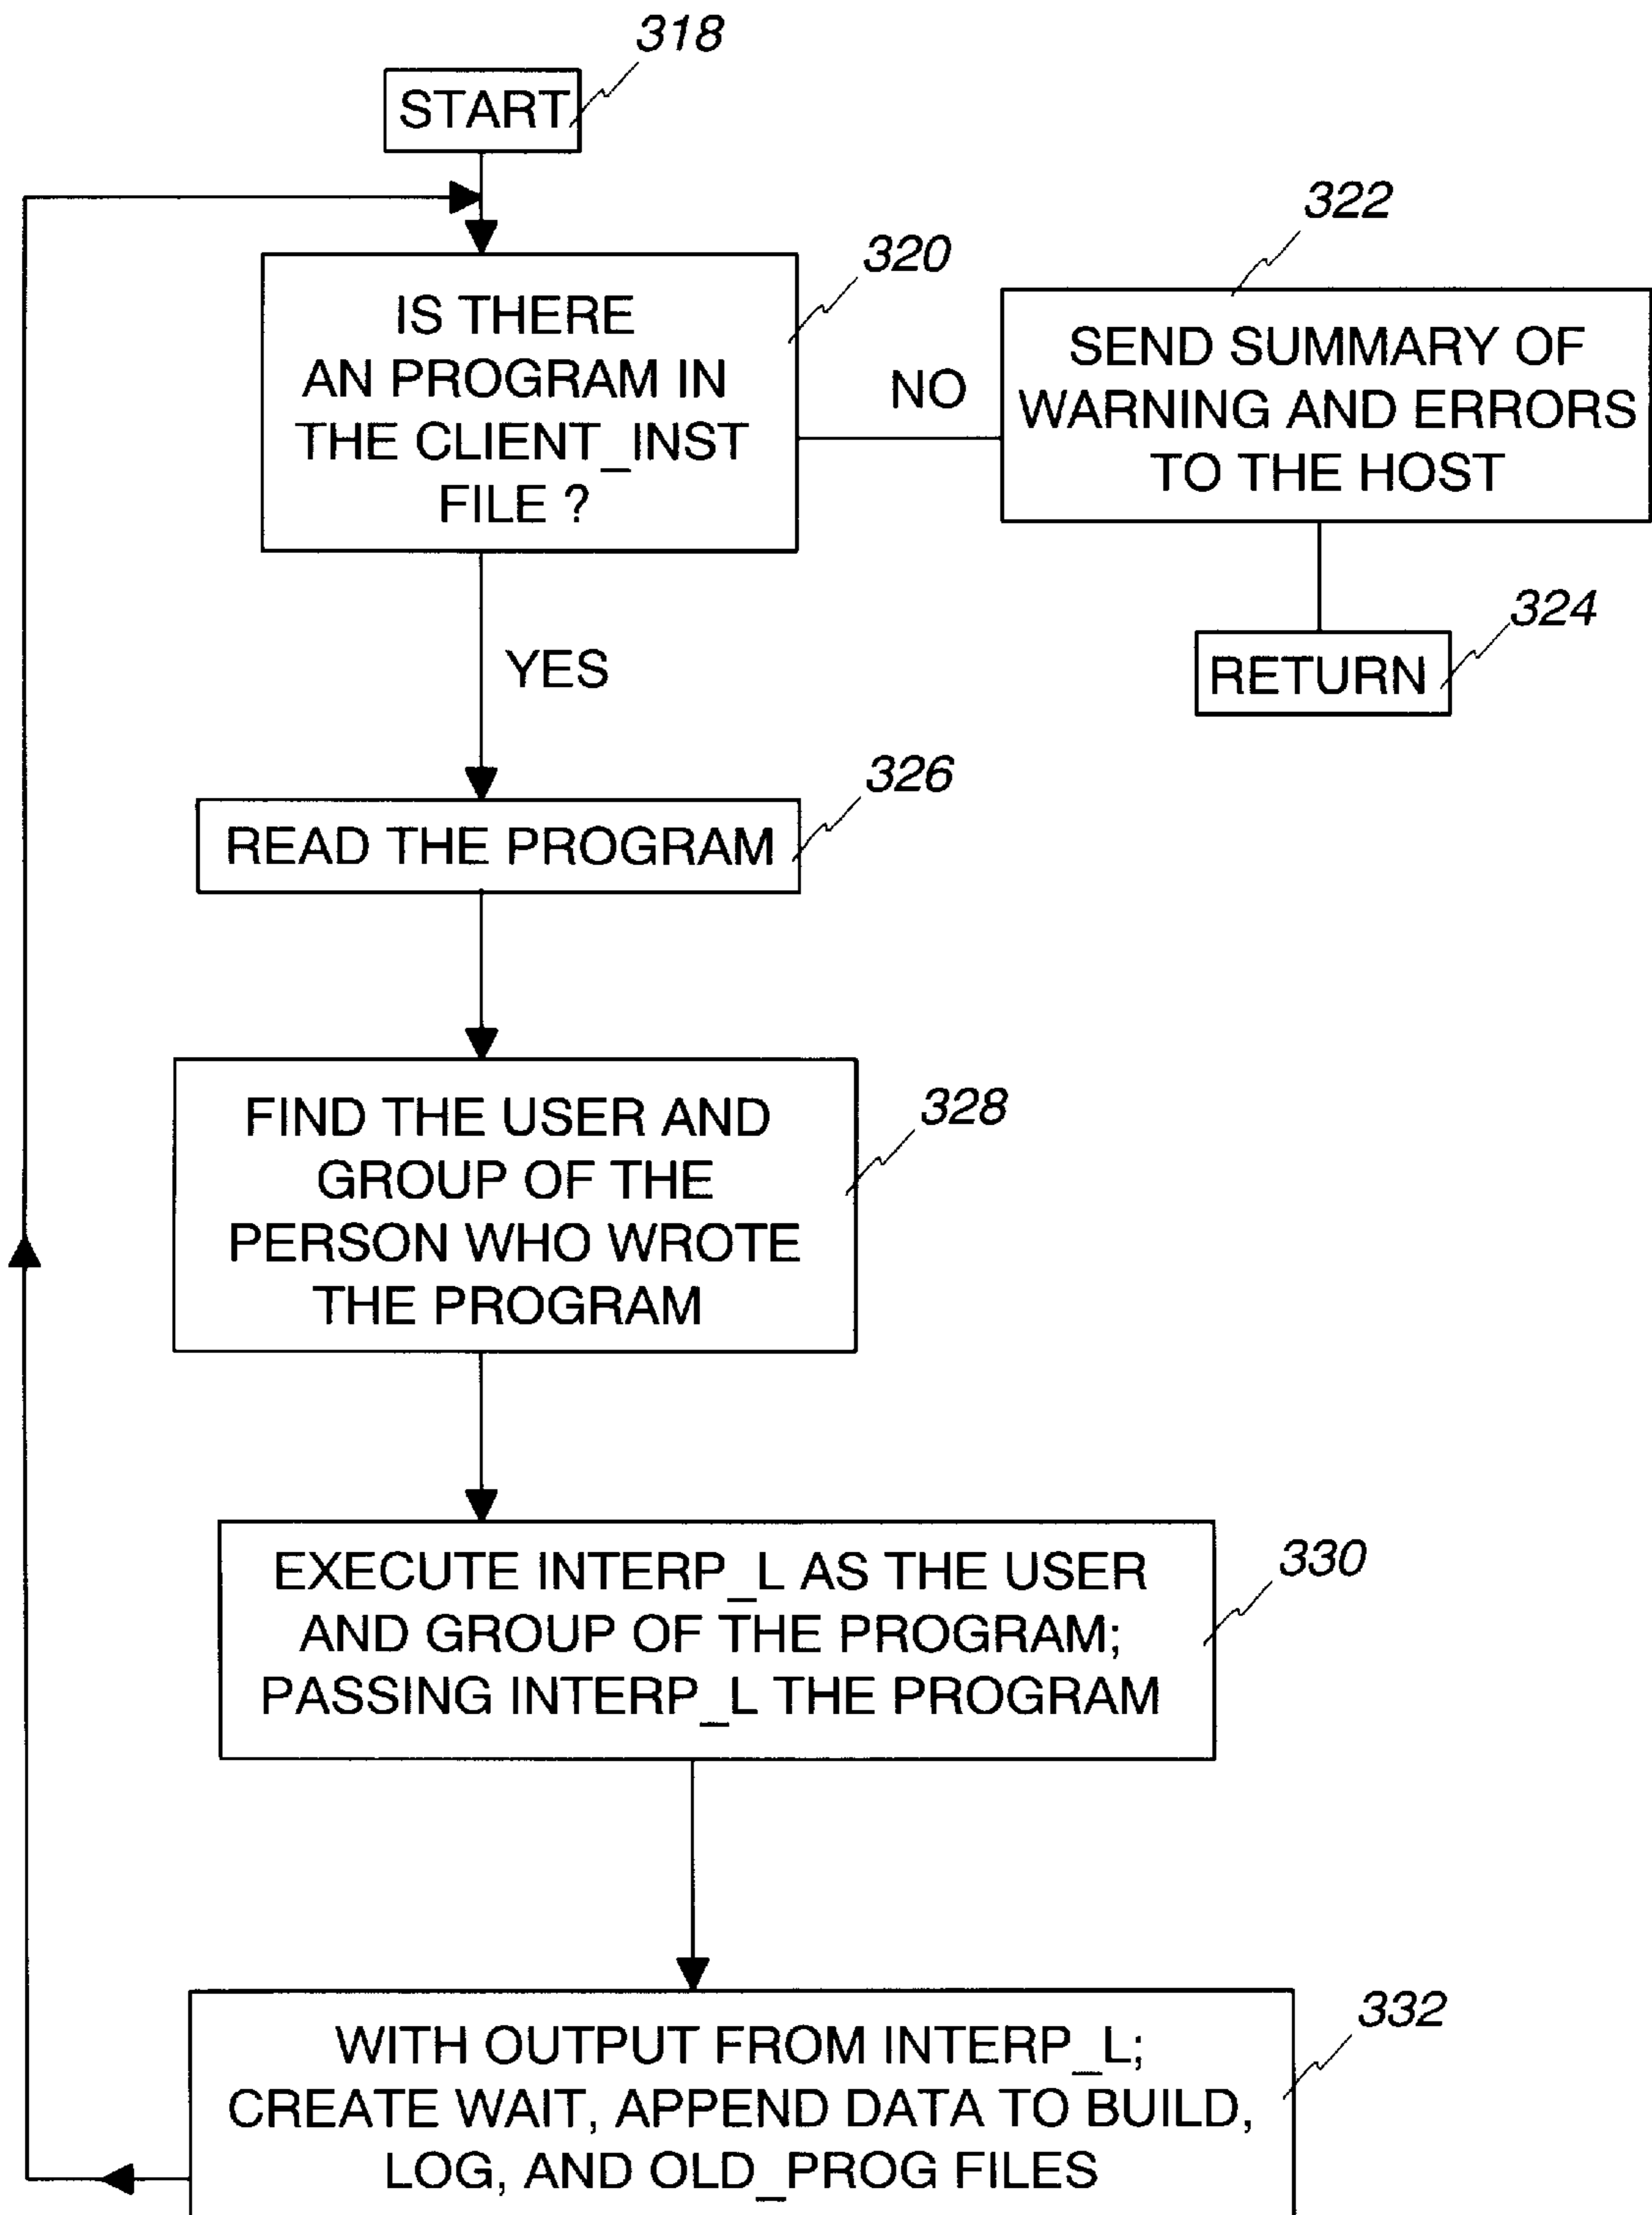 318
START
320
IS THERE
AN PROGRAM IN
THE CLIENT_INST
FILE ?
NO
322
SEND SUMMARY OF
WARNING AND ERRORS
TO THE HOST
324
RETURN
YES
326
READ THE PROGRAM
328
FIND THE USER AND
GROUP OF THE
PERSON WHO WROTE
THE PROGRAM
330
EXECUTE INTERP_L AS THE USER
AND GROUP OF THE PROGRAM;
PASSING INTERP_L THE PROGRAM
332
WITH OUTPUT FROM INTERP_L;
CREATE WAIT, APPEND DATA TO BUILD,
LOG, AND OLD_PROG FILES